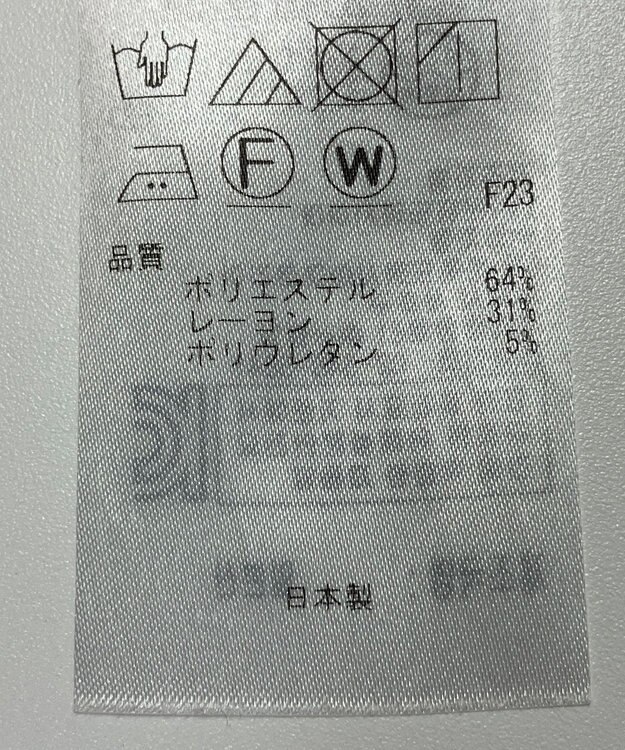 F W
F23
品質
ポリエステル 64%
レーヨン 31%
ポリウレタン 5%
日本製